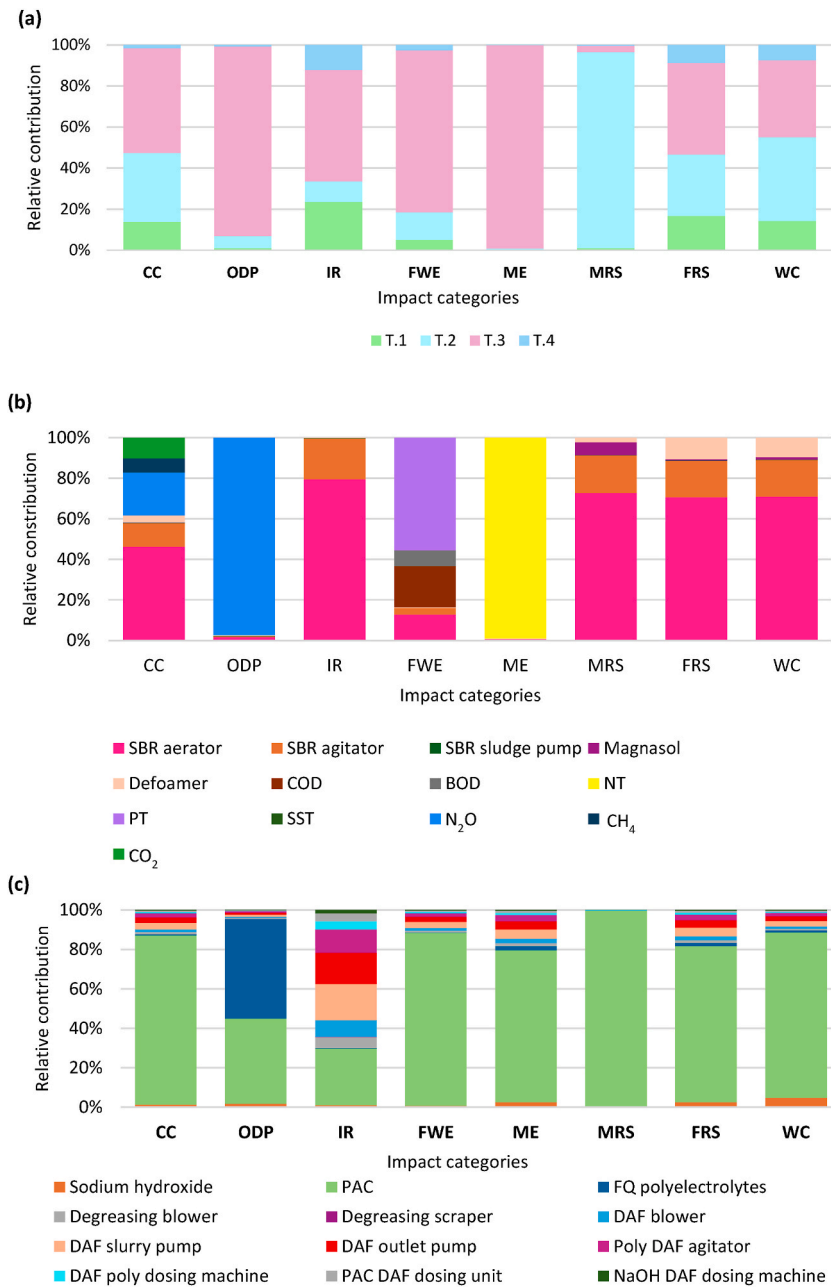 (a)
100%
80%
60%
40%
20%
0%
Relative contribution
CC ODP IR FWE ME MRS FRS WC
Impact categories
T.1 T.2 T.3 T.4
(b)
100%
80%
60%
40%
20%
0%
Relative constribution
CC ODP IR FWE ME MRS FRS WC
Impact categories
SBR aerator SBR agitator SBR sludge pump Magnasol
Defoamer COD BOD NT
PT SST N₂O CH₄
CO₂
(c)
100%
80%
60%
40%
20%
0%
Relative contribution
CC ODP IR FWE ME MRS FRS WC
Impact categories
Sodium hydroxide PAC FQ polyelectrolytes
Degreasing blower Degreasing scraper DAF blower
DAF slurry pump DAF outlet pump Poly DAF agitator
DAF poly dosing machine PAC DAF dosing unit NaOH DAF dosing machine